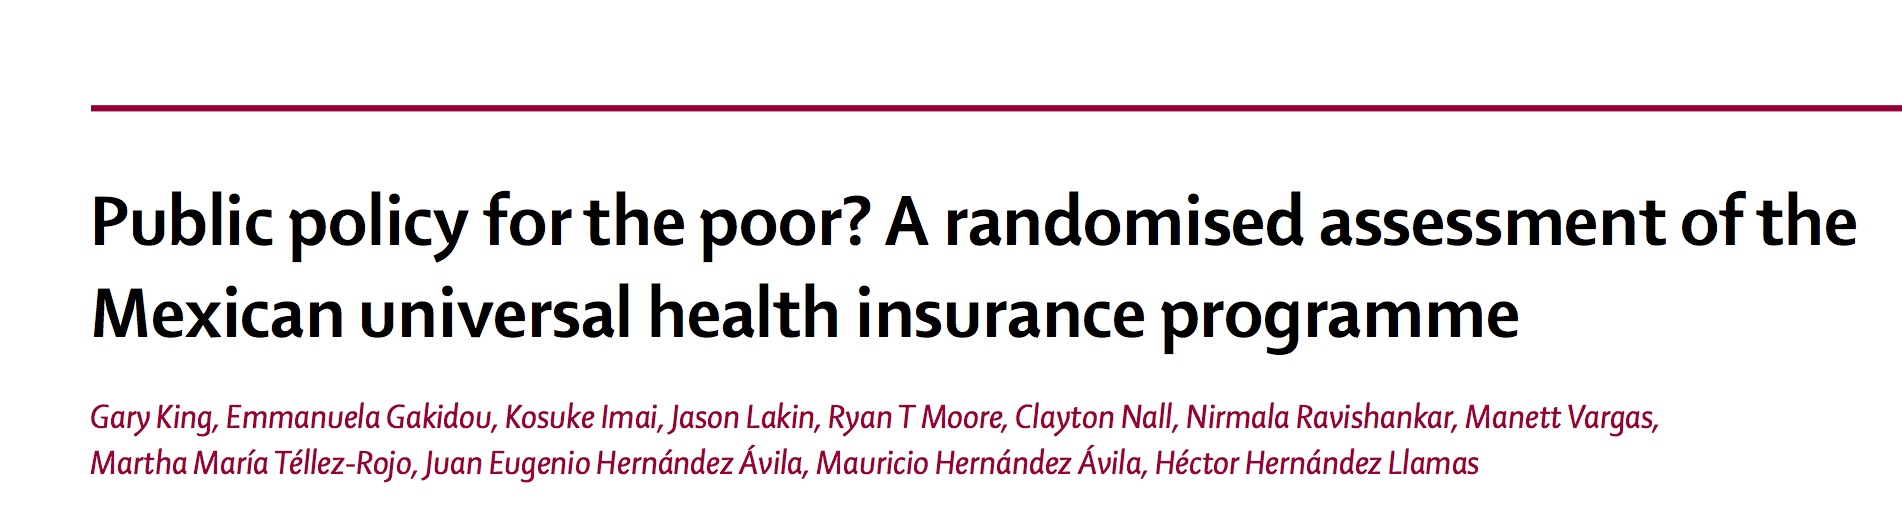 Public policy for the poor? A randomised assessment of the
Mexican universal health insurance programme
Gary King, Emmanuela Gakidou, Kosuke Imai, Jason Lakin, Ryan T Moore, Clayton Nall, Nirmala Ravishankar, Manett Vargas,
Martha María Téllez-Rojo, Juan Eugenio Hernández Ávila, Mauricio Hernández Ávila, Héctor Hernández Llamas